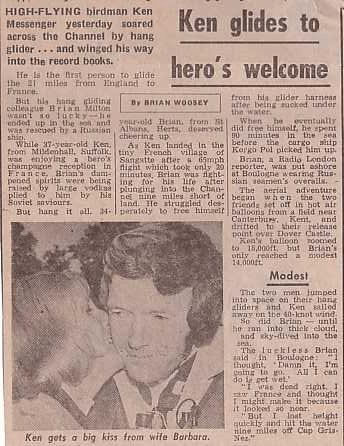 HIGH-FLYING birdman Ken
Messenger yesterday soared
across the Channel by hang
glider ... and winged his way
into the record books.
He is the first person to glide
the 21 miles from England to
France.
But his hang gliding
colleague Brian Milton
wasn't so lucky—he
ended up in the sea and
was rescued by a Russian
ship.
While 37-year-old Ken,
from Mildenhall, Suffolk,
was enjoying a hero's
champagne reception in
France, Brian's dam-
pened spirits were being
raised by large vodkas
plied to him by his
Soviet saviours.
But hang it all, 34-
Ken glides to
hero's welcome
By BRIAN WOOSEY
year-old Brian, from St
Albans, Herts, deserved
cheering up.
As Ken landed in the
tiny French village of
Sangatte after a 65mph
flight which took only 20
minutes, Brian was fight-
ing for his life after
plunging into the Chan-
nel nine miles short of
land. He struggled des-
perately to free himself
from his glider harness
after being sucked under
the water.
When he eventually
did free himself, he spent
90 minutes in the sea
before the cargo ship
Korgo Pol picked him up.
Brian, a Radio London
reporter, was put ashore
at Boulogne wearing Rus-
sian seamen's overalls.
The aerial adventure
began when the two
friends set off in hot air
balloons from a field near
Canterbury, Kent, and
drifted to their release
point over Dover Castle.
Ken's balloon zoomed
to 18,000ft, but Brian's
only reached a modest
14,000ft.
Modest
The two men jumped
into space on their hang
gliders and Ken sailed
away on the 40-knot wind.
So did Brian — until
he ran into thick cloud,
and sky-dived into the
sea.
The luckless Brian
said in Boulogne: "I
thought, 'Damn it, I'm
going to go. All I can
do is get wet.'
"I was dead right. I
saw France and thought
I might make it because
it looked so near.
"But I lost height
quickly and hit the water
nine miles off Cap Gris-
Nez."
Ken gets a big kiss from wife Barbara.